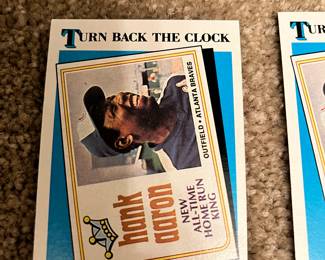 TURN BACK THE CLOCK
hank
aaron
NEW
ALL-TIME
HOME RUN
KING
OUTFIELD • ATLANTA BRAVES
TUR